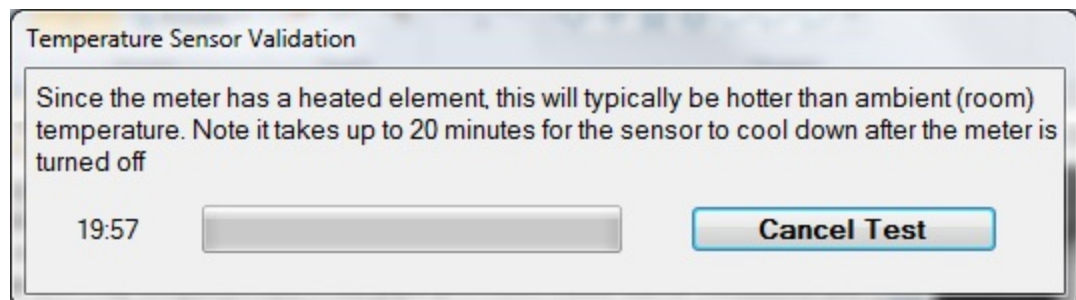 Temperature Sensor Validation
Since the meter has a heated element, this will typically be hotter than ambient (room)
temperature. Note it takes up to 20 minutes for the sensor to cool down after the meter is
turned off
19:57
Cancel Test